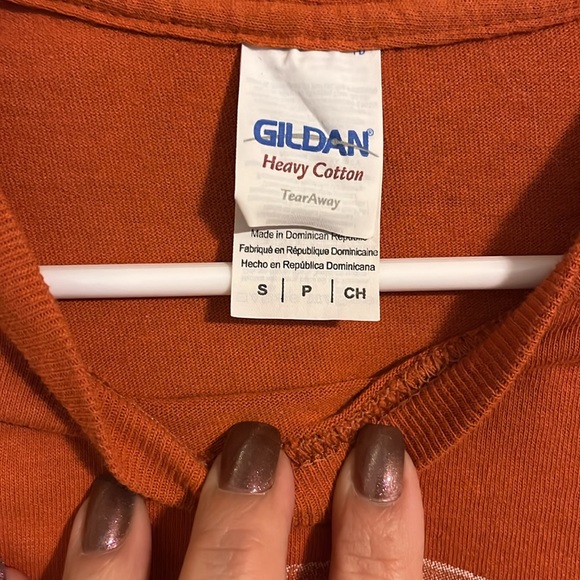 GILDAN®
Heavy Cotton
TearAway
Made in Dominican Republic
Fabriqué en République Dominicaine
Hecho en República Dominicana
S | P | CH